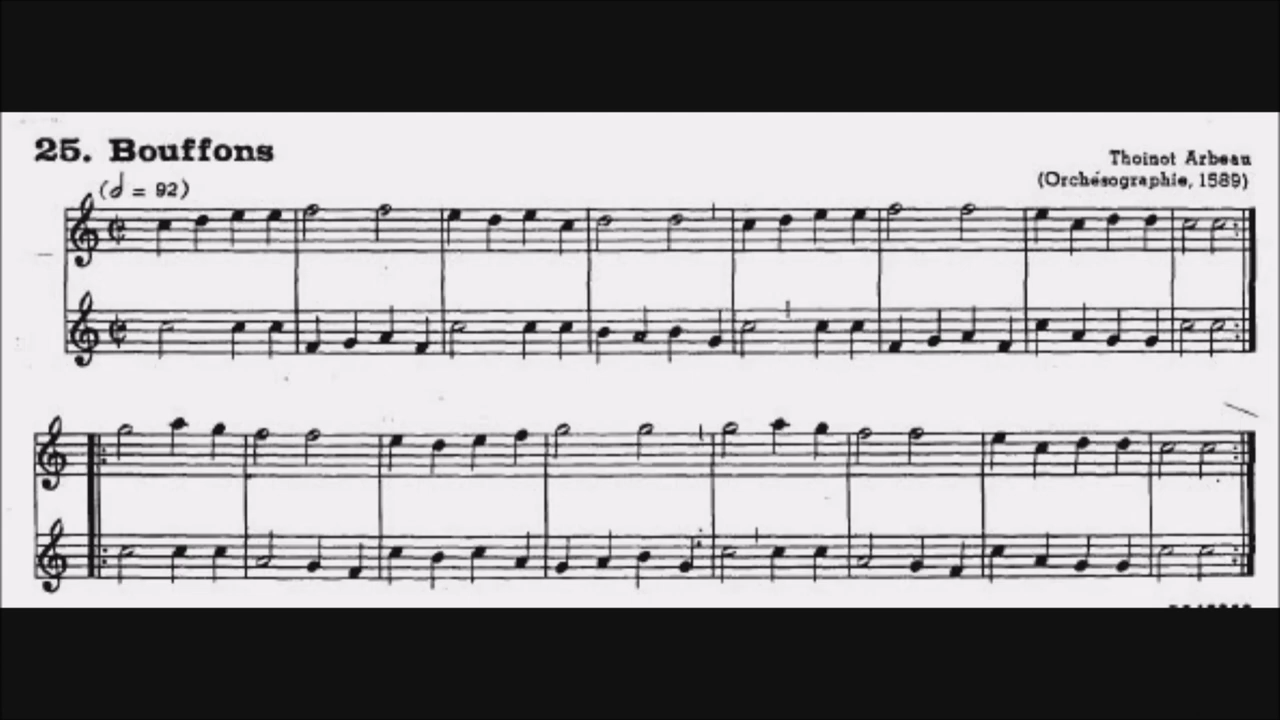 25. Bouffons
Thoinot Arbeau
(𝅗𝅥 = 92)
(Orchésographie, 1589)